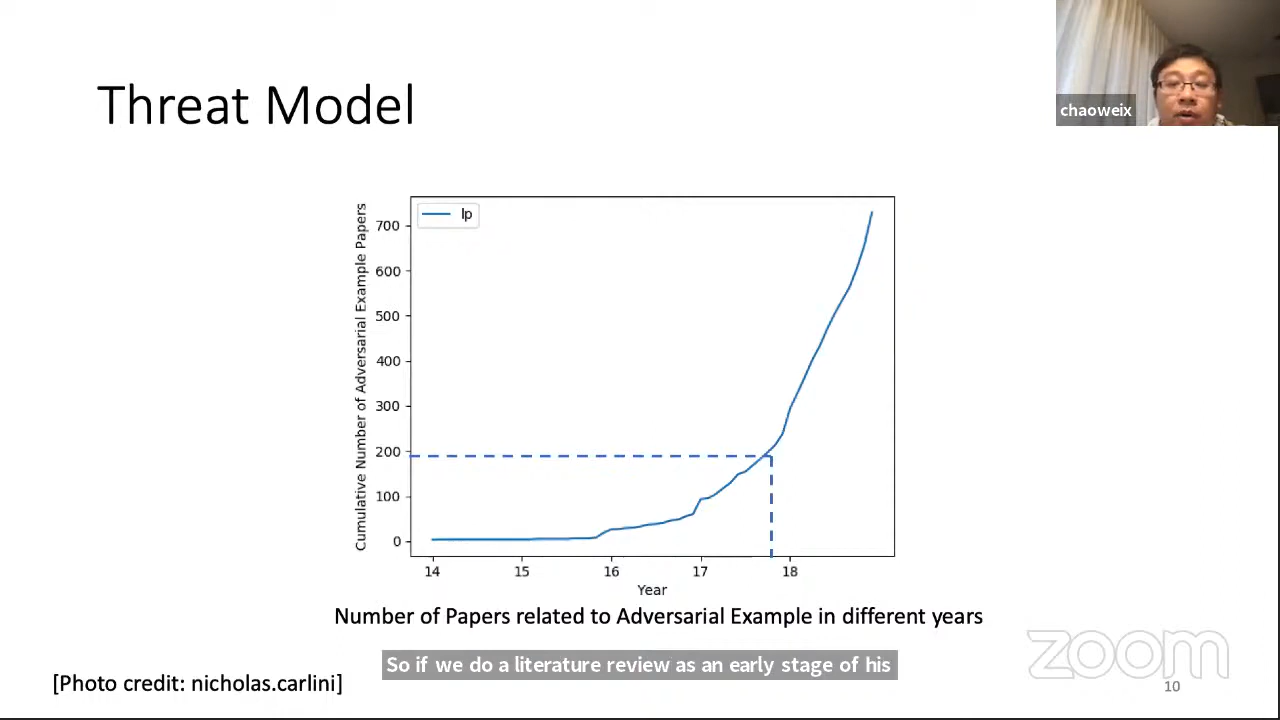 Threat Model
chaoweix
lp
Cumulative Number of Adversarial Example Papers
700
600
500
400
300
200
100
0
14 15 16 17 18
Year
Number of Papers related to Adversarial Example in different years
So if we do a literature review as an early stage of his
[Photo credit: nicholas.carlini]
zoom
10